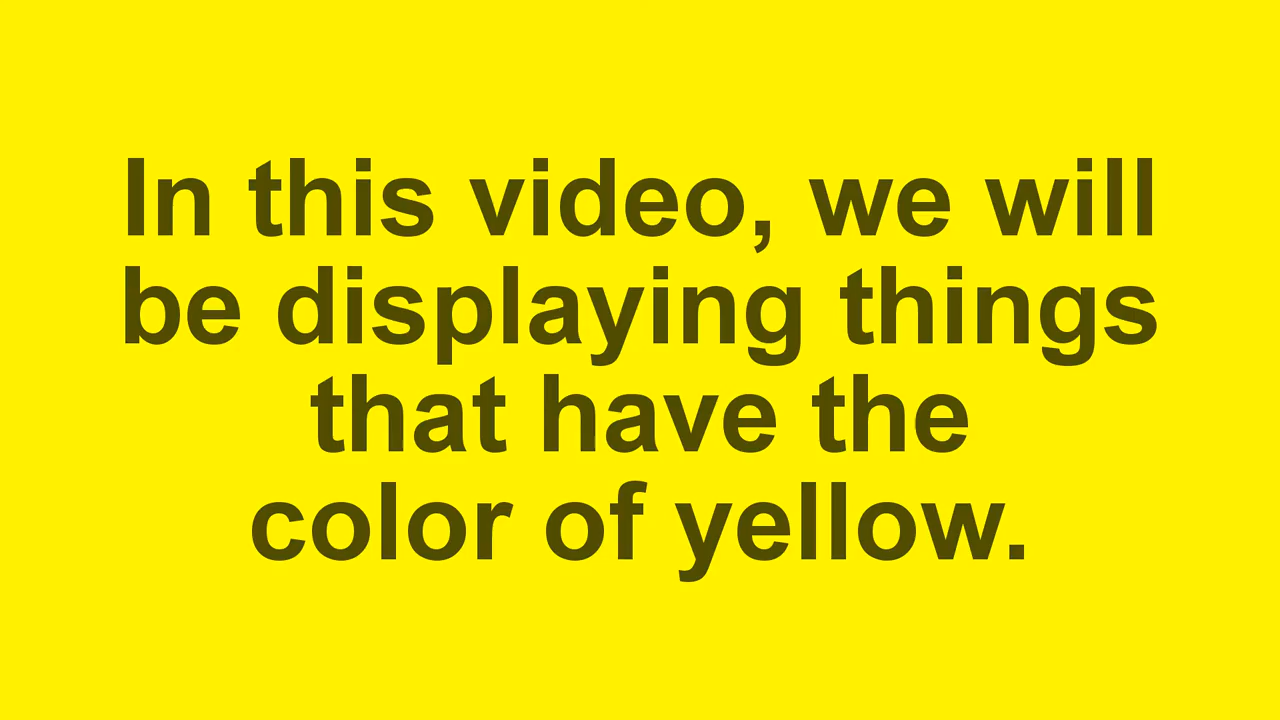 In this video, we will
be displaying things
that have the
color of yellow.